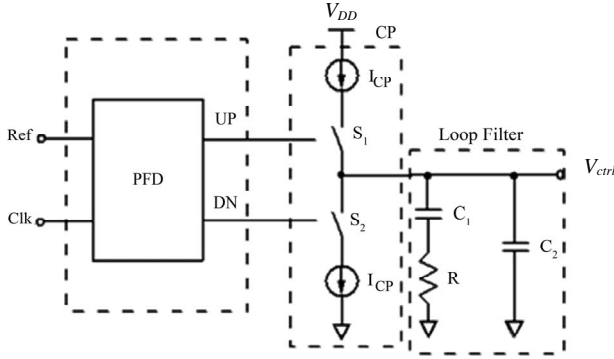 V_DD
CP
I_CP
Ref
UP
S_1
Loop Filter
PFD
V_ctrl
Clk
DN
S_2
C_1
C_2
I_CP
R